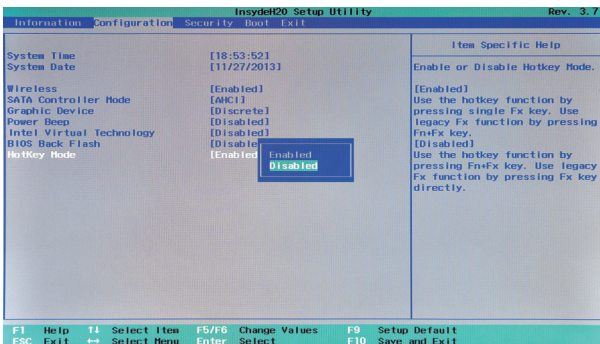 InsydeH20 Setup Utility Rev. 3.7
Information Configuration Security Boot Exit
Item Specific Help
System Time [18:53:52]
System Date [11/27/2013]
Enable or Disable Hotkey Mode.
Wireless [Enabled]
SATA Controller Mode [AHCI]
Graphic Device [Discrete]
Power Beep [Disabled]
Intel Virtual Technology [Disabled]
BIOS Back Flash [Disable
HotKey Mode [Enabled
Enabled
Disabled
[Enabled]
Use the hotkey function by
pressing single Fx key. Use
legacy Fx function by pressing
Fn+Fx key.
[Disabled]
Use the hotkey function by
pressing Fn+Fx key. Use legacy
Fx function by pressing Fx key
directly.
F1 Help ↑↓ Select Item F5/F6 Change Values F9 Setup Default
ESC Exit ↔ Select Menu Enter Select F10 Save and Exit